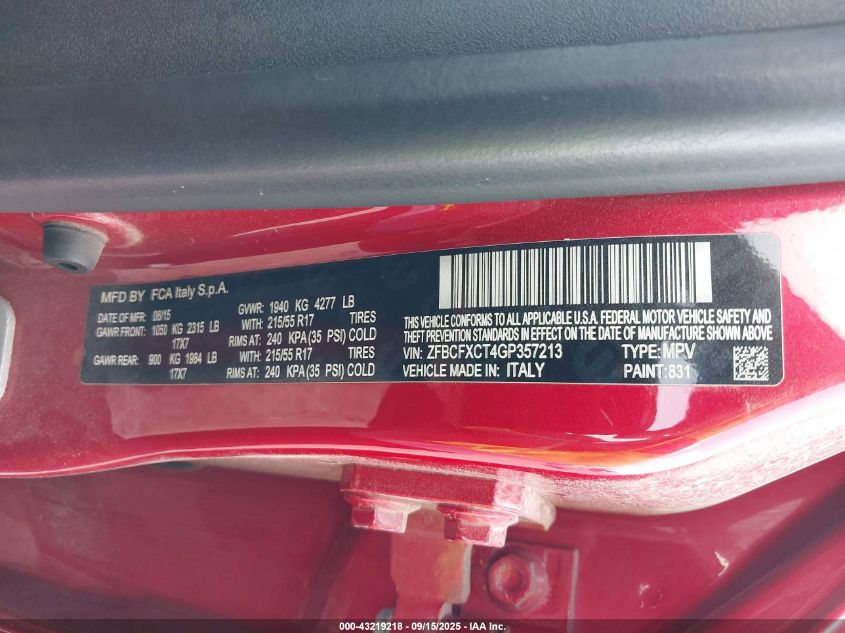 MFD BY FCA Italy S.p.A.
DATE OF MFR: 06/15 GVWR: 1940 KG 4277 LB
GAWR FRONT: 1050 KG 2315 LB WITH: 215/55 R17 TIRES
17X7 RIMS AT: 240 KPA (35 PSI) COLD
GAWR REAR: 900 KG 1984 LB WITH: 215/55 R17 TIRES
17X7 RIMS AT: 240 KPA (35 PSI) COLD
THIS VEHICLE CONFORMS TO ALL APPLICABLE U.S.A. FEDERAL MOTOR VEHICLE SAFETY AND
THEFT PREVENTION STANDARDS IN EFFECT ON THE DATE OF MANUFACTURE SHOWN ABOVE
VIN: ZFBCFXCT4GP357213 TYPE: MPV
VEHICLE MADE IN: ITALY PAINT: 831
000-43219218 - 09/15/2025 - IAA Inc.